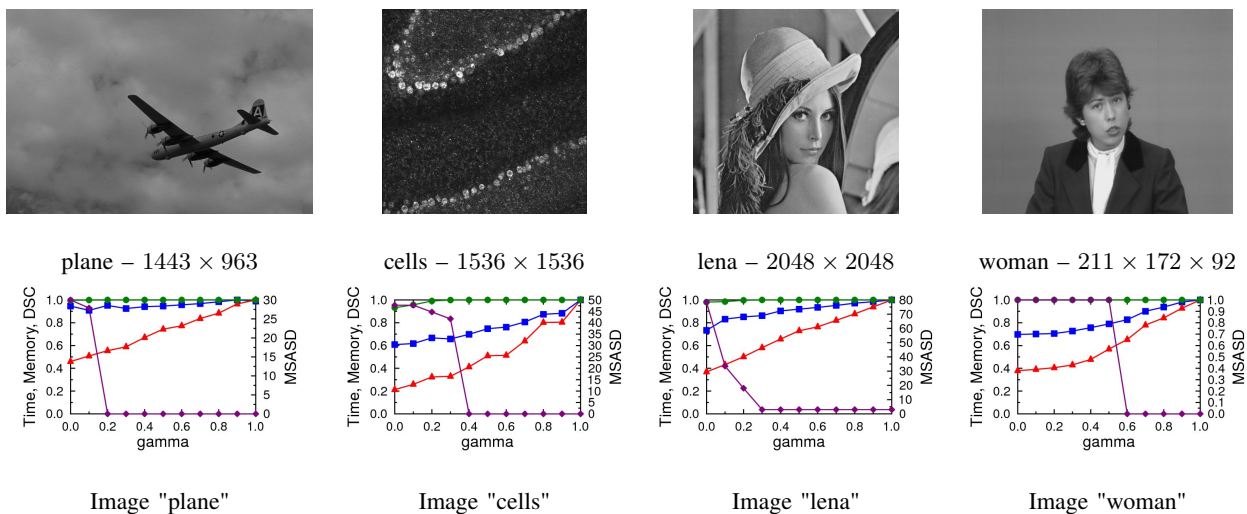 A
plane – 1443 × 963
cells – 1536 × 1536
lena – 2048 × 2048
woman – 211 × 172 × 92
Time, Memory, DSC
1.0
0.8
0.6
0.4
0.2
0.0
0.0 0.2 0.4 0.6 0.8 1.0
gamma
30
25
20
15
10
5
0
MSASD
Time, Memory, DSC
1.0
0.8
0.6
0.4
0.2
0.0
0.0 0.2 0.4 0.6 0.8 1.0
gamma
50
45
40
35
30
25
20
15
10
5
0
MSASD
Time, Memory, DSC
1.0
0.8
0.6
0.4
0.2
0.0
0.0 0.2 0.4 0.6 0.8 1.0
gamma
80
70
60
50
40
30
20
10
0
MSASD
Time, Memory, DSC
1.0
0.8
0.6
0.4
0.2
0.0
0.0 0.2 0.4 0.6 0.8 1.0
gamma
1.0
0.9
0.8
0.7
0.6
0.5
0.4
0.3
0.2
0.1
0.0
MSASD
Image "plane"
Image "cells"
Image "lena"
Image "woman"